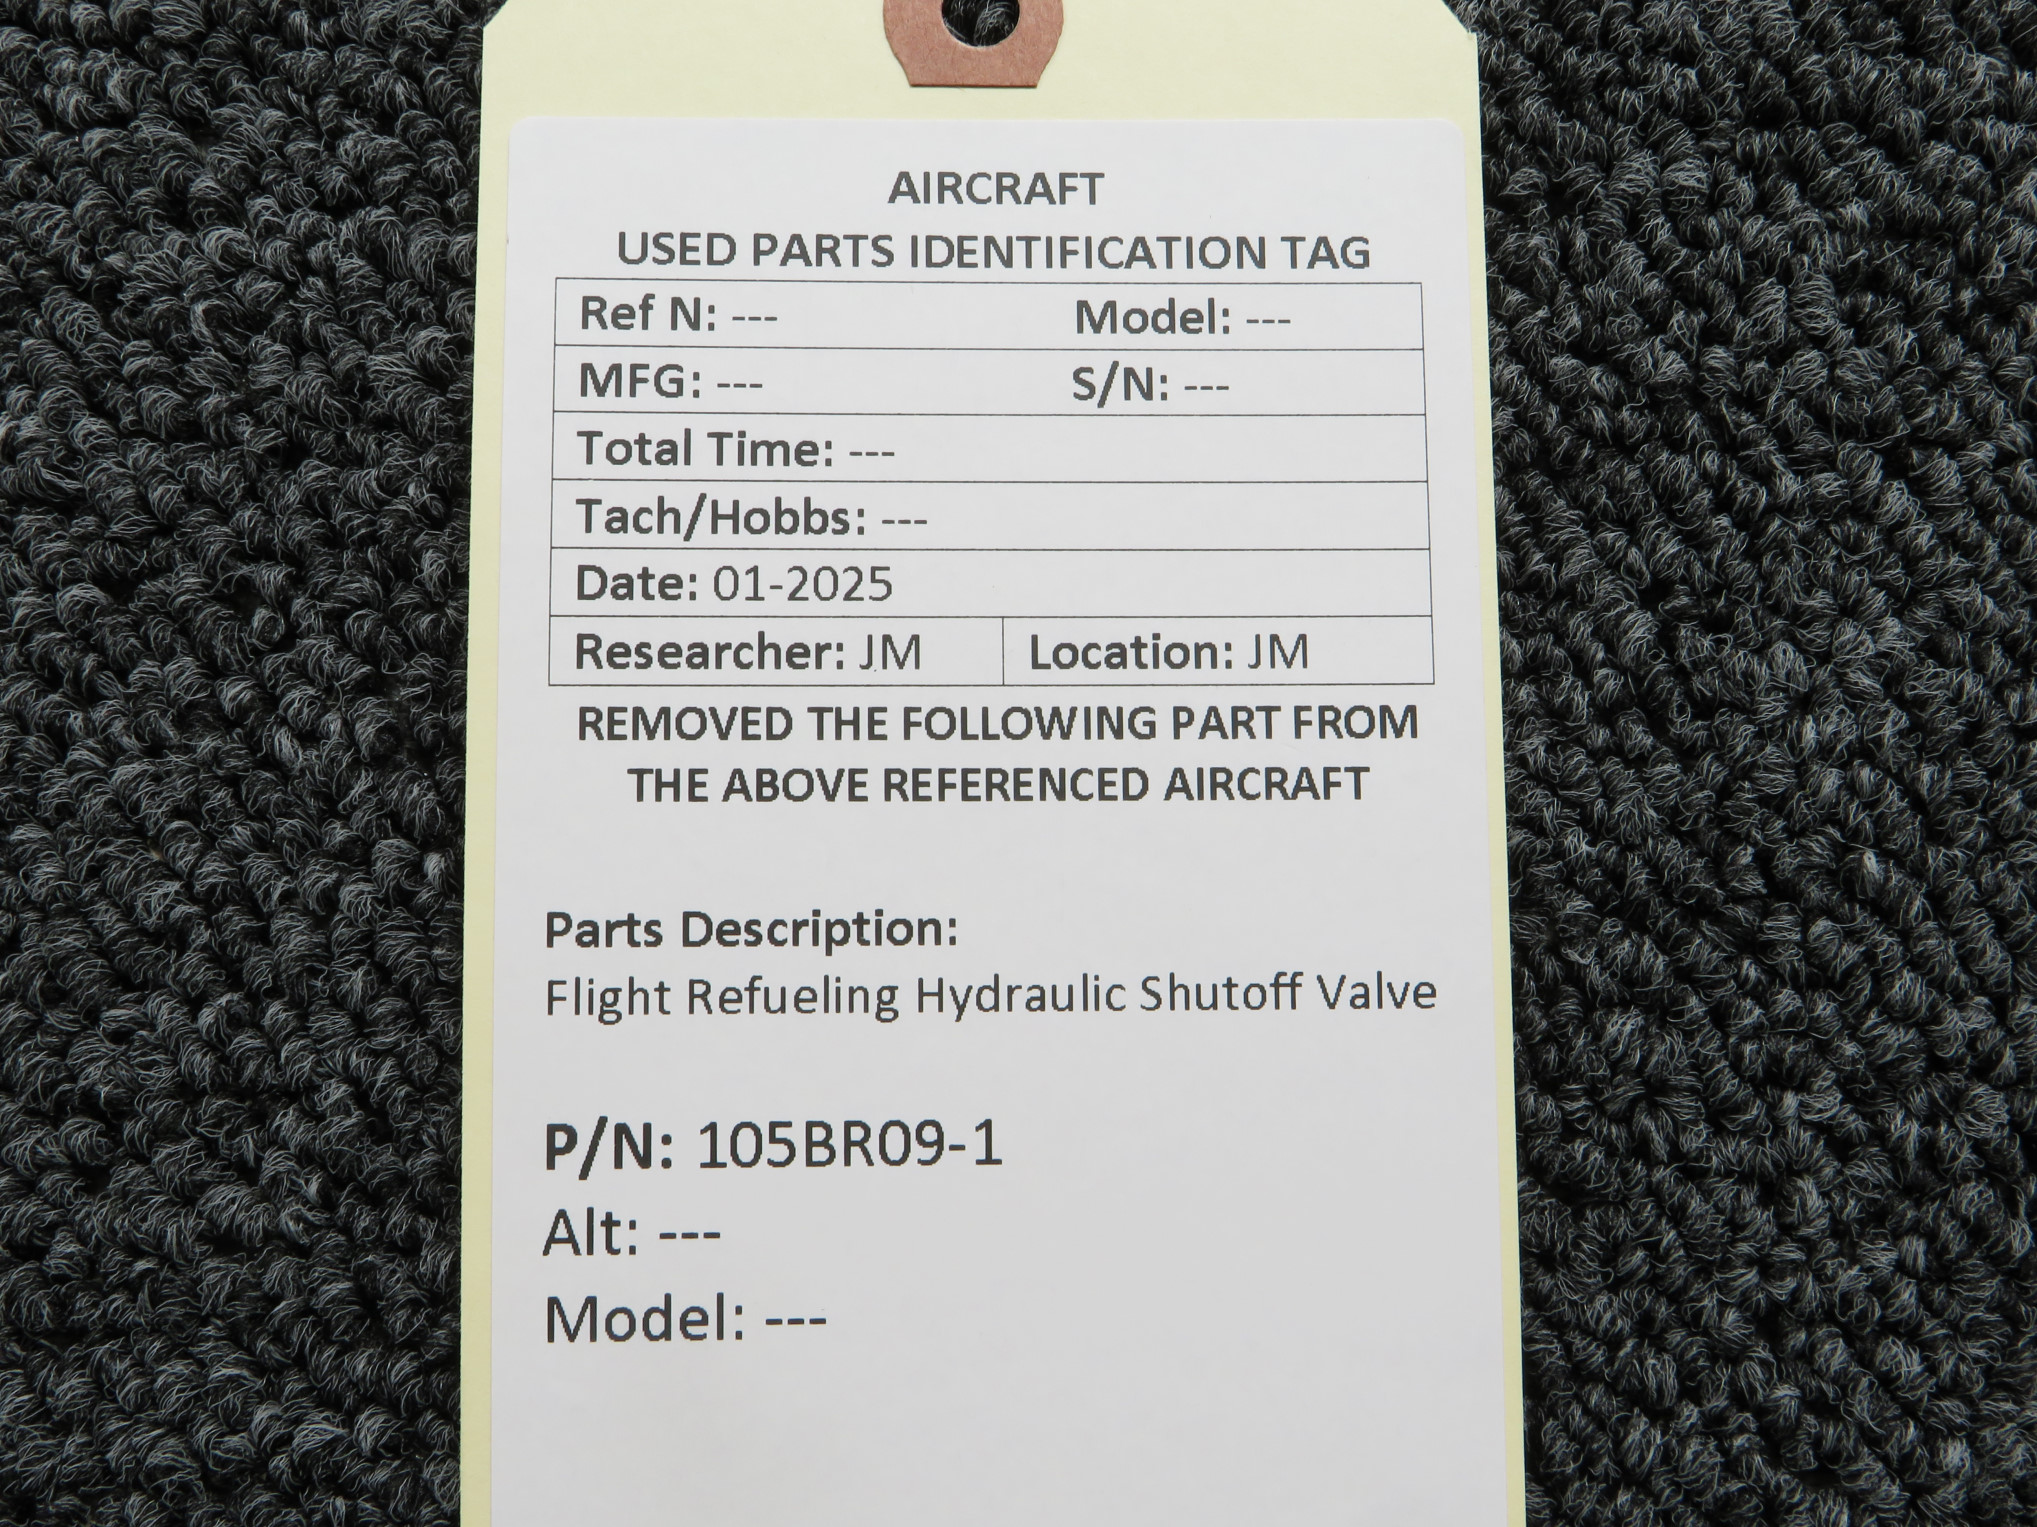 AIRCRAFT
USED PARTS IDENTIFICATION TAG
Ref N: --- Model: ---
MFG: --- S/N: ---
Total Time: ---
Tach/Hobbs: ---
Date: 01-2025
Researcher: JM Location: JM
REMOVED THE FOLLOWING PART FROM
THE ABOVE REFERENCED AIRCRAFT
Parts Description:
Flight Refueling Hydraulic Shutoff Valve
P/N: 105BR09-1
Alt: ---
Model: ---